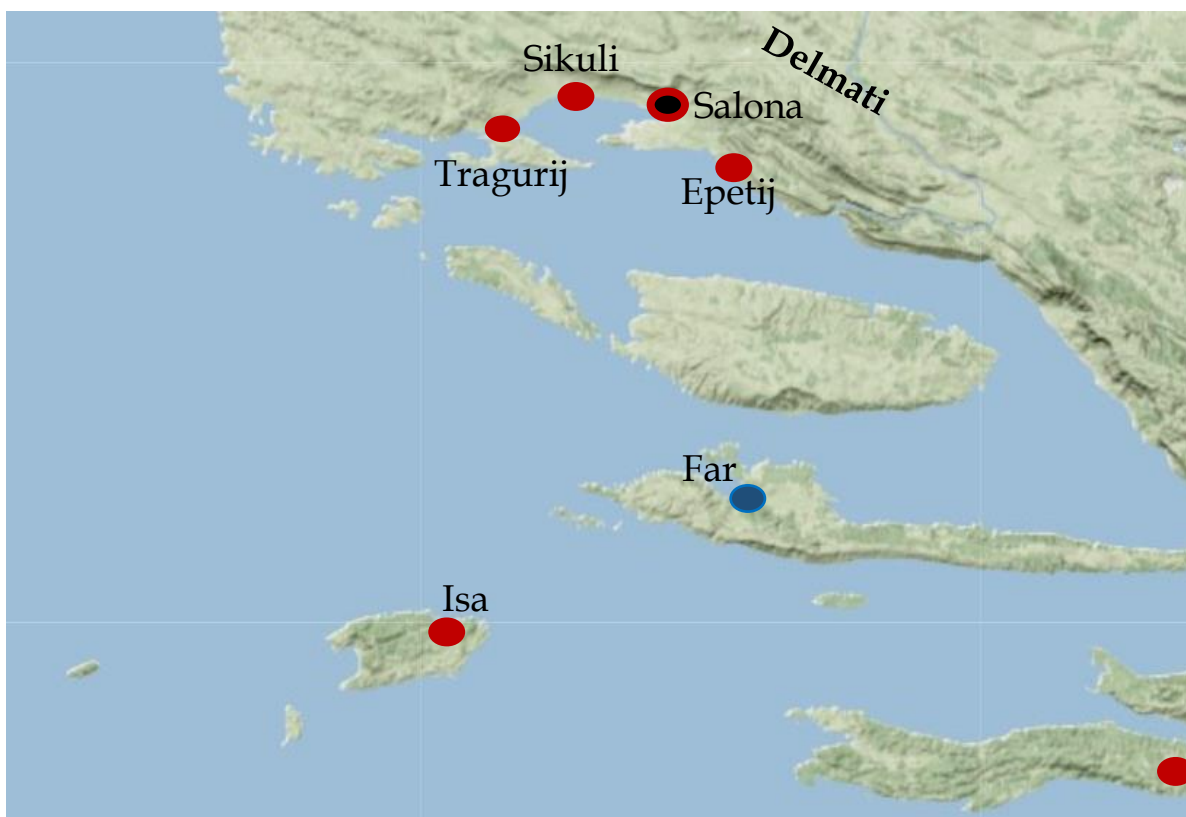 Delmati
Sikuli
Salona
Tragurij
Epetij
Far
Isa